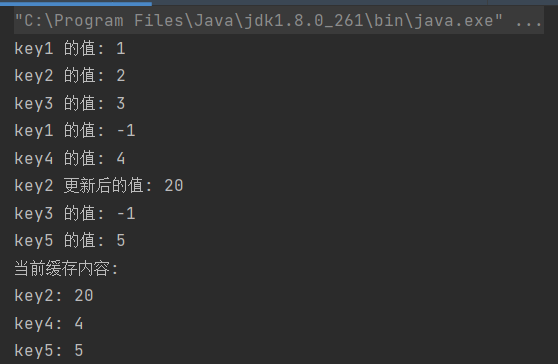 "C:\Program Files\Java\jdk1.8.0_261\bin\java.exe" ...
key1 的值: 1
key2 的值: 2
key3 的值: 3
key1 的值: -1
key4 的值: 4
key2 更新后的值: 20
key3 的值: -1
key5 的值: 5
当前缓存内容:
key2: 20
key4: 4
key5: 5